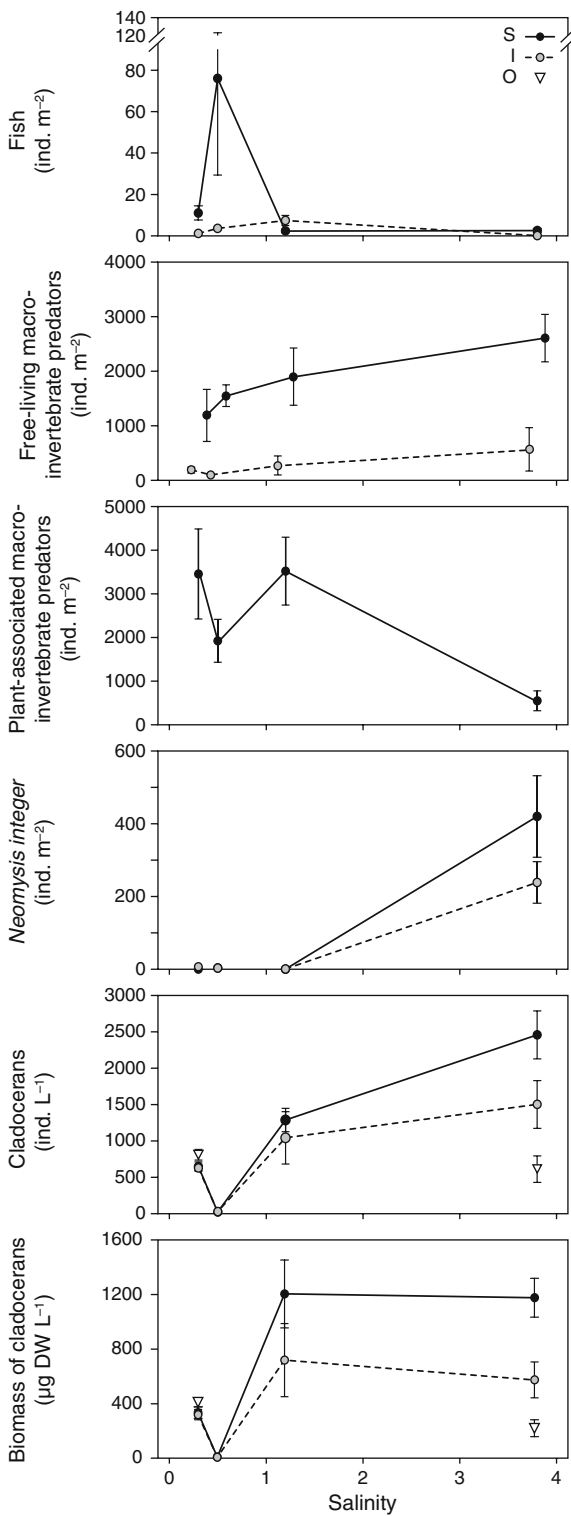 140
120
80
60
40
20
0
Fish
(ind. m⁻²)
S
I
O
4000
3000
2000
1000
0
Free-living macro-
invertebrate predators
(ind. m⁻²)
5000
4000
3000
2000
1000
0
Plant-associated macro-
invertebrate predators
(ind. m⁻²)
600
400
200
0
Neomysis integer
(ind. m⁻²)
3000
2500
2000
1500
1000
500
0
Cladocerans
(ind. L⁻¹)
1600
1200
800
400
0
Biomass of cladocerans
(µg DW L⁻¹)
0 1 2 3 4
Salinity